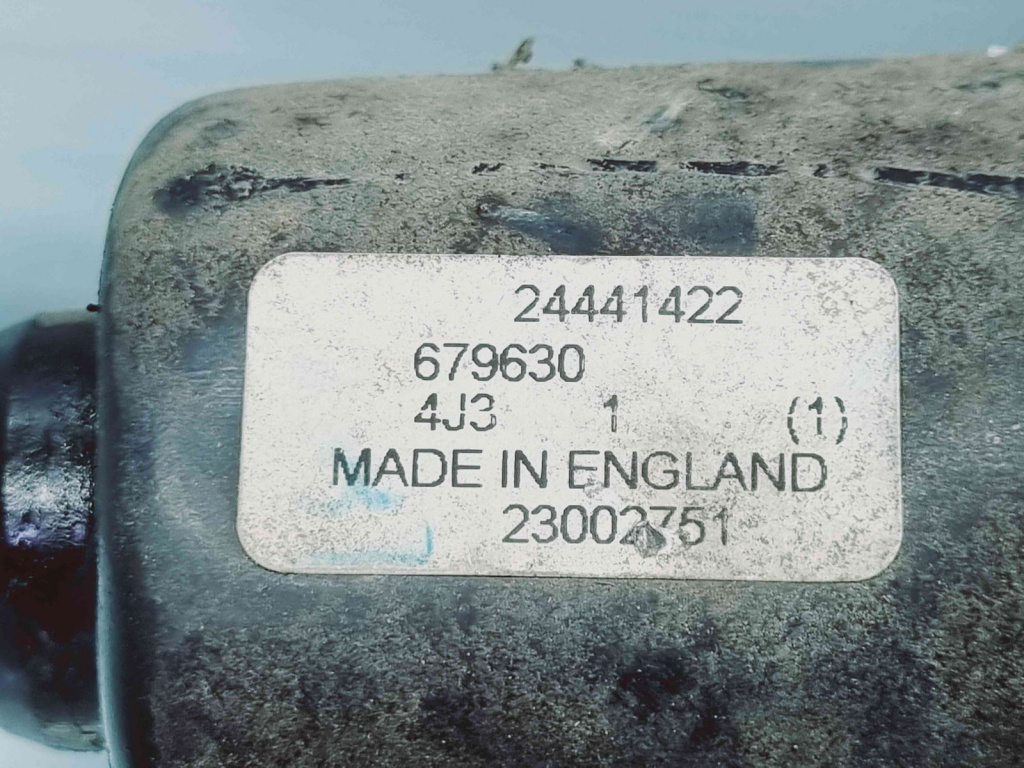 24441422
679630
4J3 1 (1)
MADE IN ENGLAND
23002751